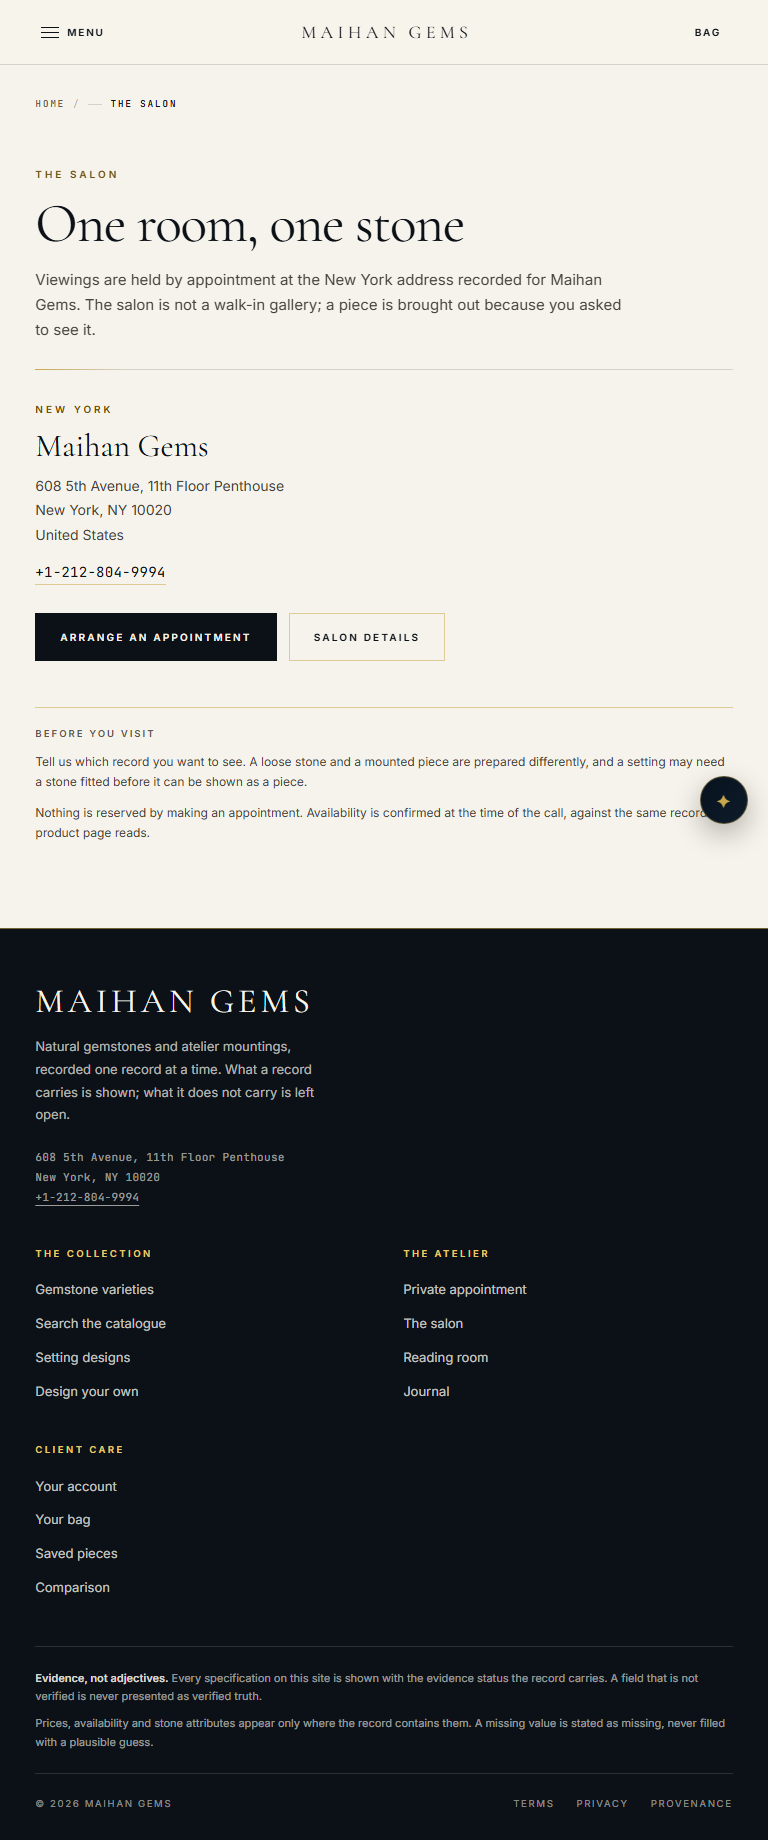 MENU
MAIHAN GEMS
BAG
HOME / — THE SALON
THE SALON
One room, one stone
Viewings are held by appointment at the New York address recorded for Maihan
Gems. The salon is not a walk-in gallery; a piece is brought out because you asked
to see it.
NEW YORK
Maihan Gems
608 5th Avenue, 11th Floor Penthouse
New York, NY 10020
United States
+1-212-804-9994
ARRANGE AN APPOINTMENT
SALON DETAILS
BEFORE YOU VISIT
Tell us which record you want to see. A loose stone and a mounted piece are prepared differently, and a setting may need
a stone fitted before it can be shown as a piece.
Nothing is reserved by making an appointment. Availability is confirmed at the time of the call, against the same record
product page reads.
MAIHAN GEMS
Natural gemstones and atelier mountings,
recorded one record at a time. What a record
carries is shown; what it does not carry is left
open.
608 5th Avenue, 11th Floor Penthouse
New York, NY 10020
+1-212-804-9994
THE COLLECTION
Gemstone varieties
Search the catalogue
Setting designs
Design your own
THE ATELIER
Private appointment
The salon
Reading room
Journal
CLIENT CARE
Your account
Your bag
Saved pieces
Comparison
Evidence, not adjectives. Every specification on this site is shown with the evidence status the record carries. A field that is not
verified is never presented as verified truth.
Prices, availability and stone attributes appear only where the record contains them. A missing value is stated as missing, never filled
with a plausible guess.
© 2026 MAIHAN GEMS
TERMS
PRIVACY
PROVENANCE